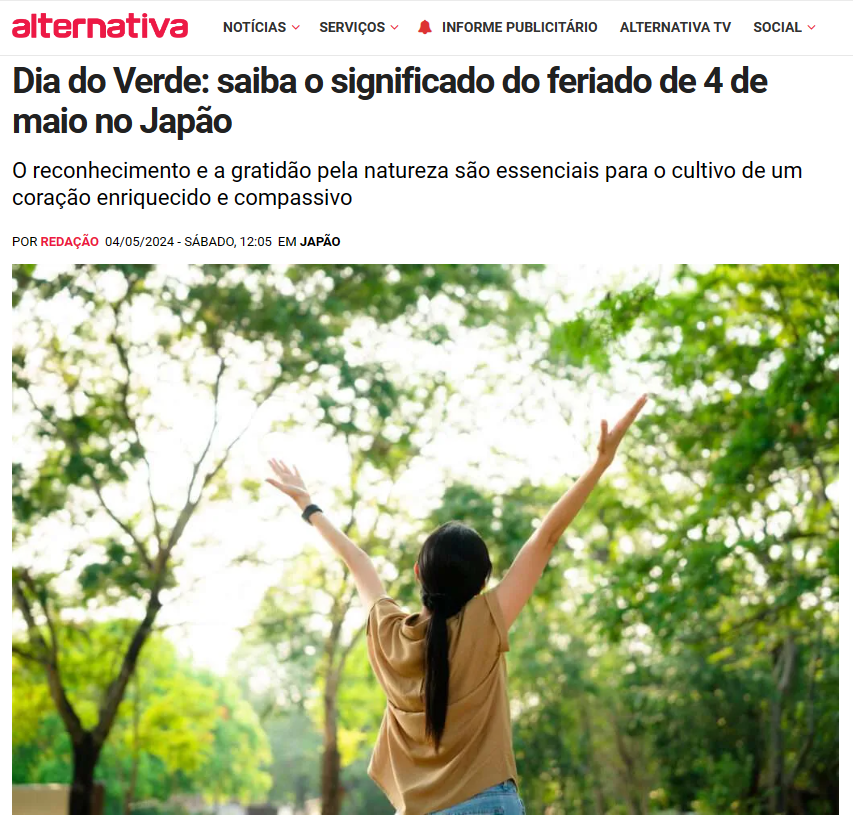 alternativa NOTÍCIAS SERVIÇOS INFORME PUBLICITÁRIO ALTERNATIVA TV SOCIAL
Dia do Verde: saiba o significado do feriado de 4 de
maio no Japão
O reconhecimento e a gratidão pela natureza são essenciais para o cultivo de um
coração enriquecido e compassivo
POR REDAÇÃO 04/05/2024 - SÁBADO, 12:05 EM JAPÃO